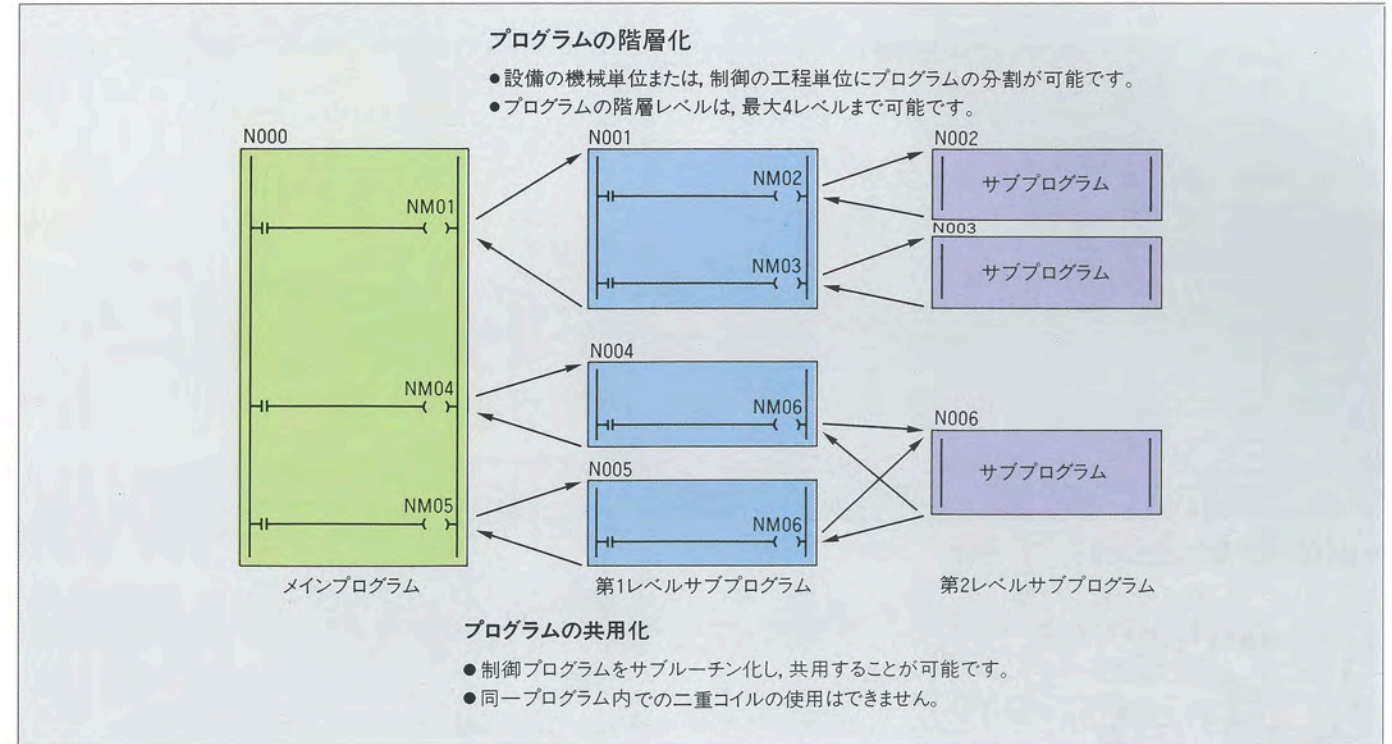 プログラムの階層化
●設備の機械単位または,制御の工程単位にプログラムの分割が可能です。
●プログラムの階層レベルは,最大4レベルまで可能です。
N000
NM01
NM04
NM05
メインプログラム
N001
NM02
NM03
N004
NM06
N005
NM06
第1レベルサブプログラム
N002
サブプログラム
N003
サブプログラム
N006
サブプログラム
第2レベルサブプログラム
プログラムの共用化
●制御プログラムをサブルーチン化し,共用することが可能です。
●同一プログラム内での二重コイルの使用はできません。